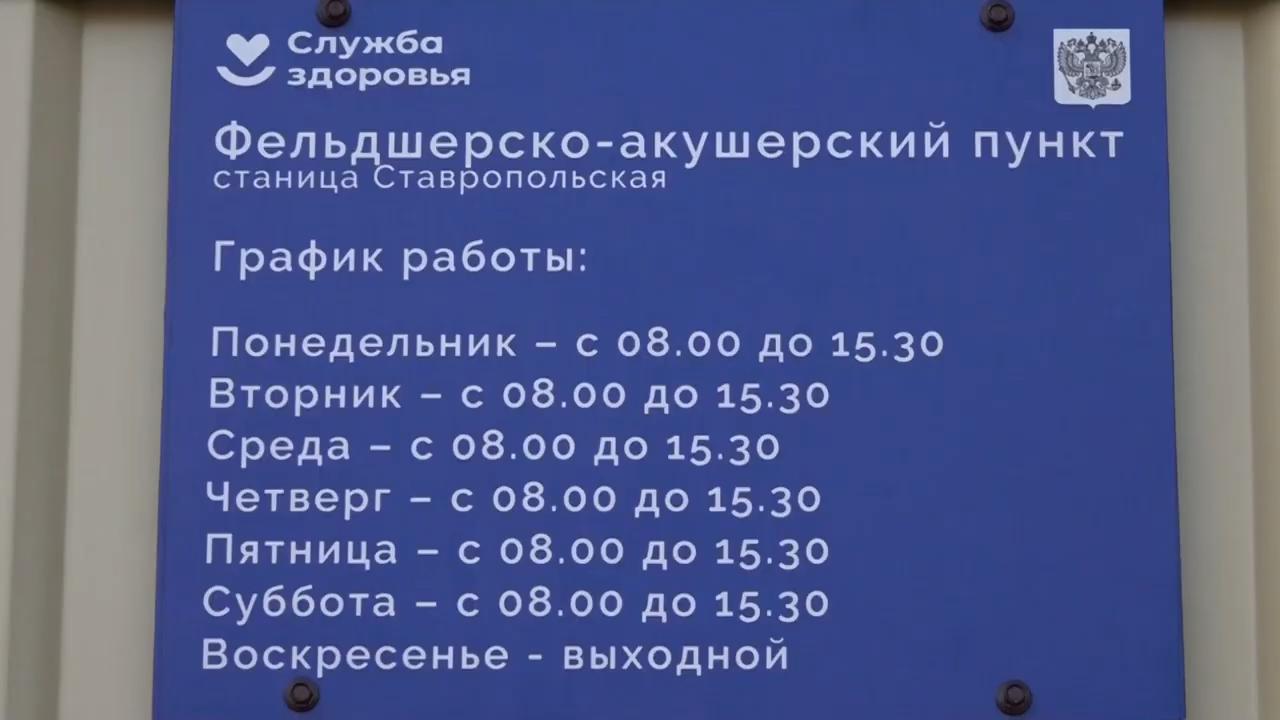 Служба
здоровья
Фельдшерско-акушерский пункт
станица Ставропольская
График работы:
Понедельник – с 08.00 до 15.30
Вторник – с 08.00 до 15.30
Среда – с 08.00 до 15.30
Четверг – с 08.00 до 15.30
Пятница – с 08.00 до 15.30
Суббота – с 08.00 до 15.30
Воскресенье - выходной